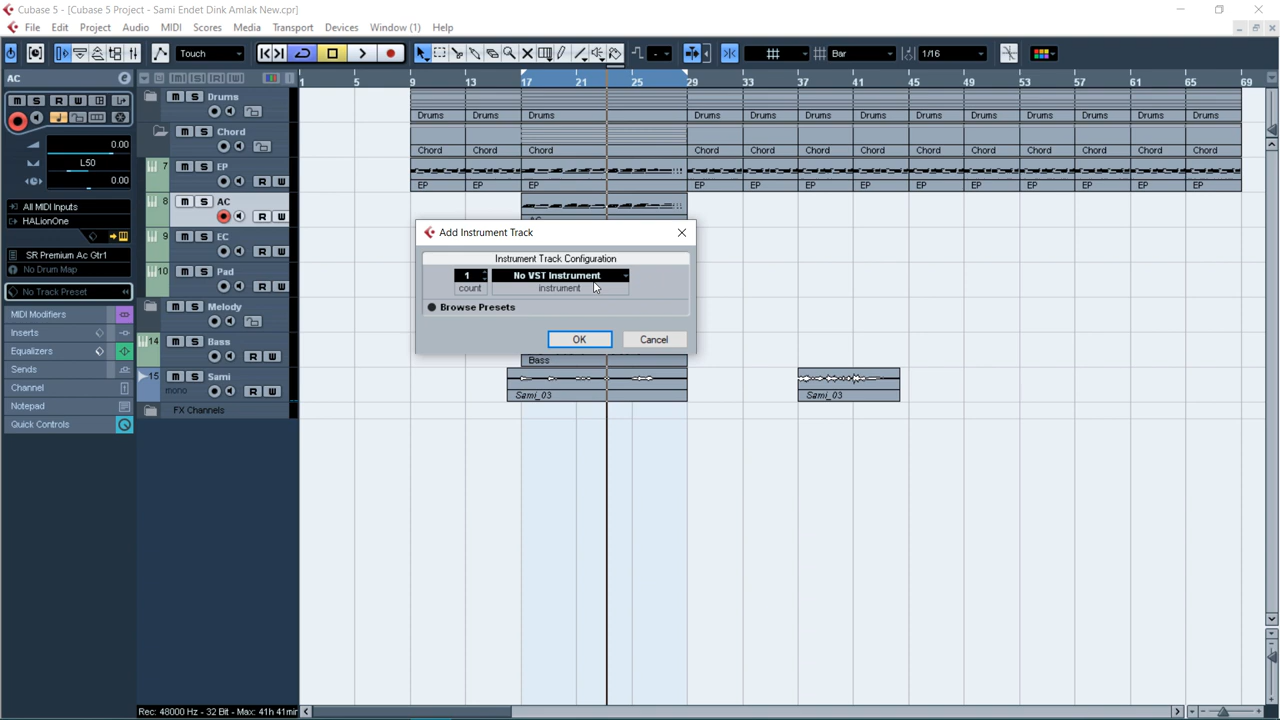 Cubase 5 - [Cubase 5 Project - Sami Endet Dink Amlak New.cpr]
File Edit Project Audio MIDI Scores Media Transport Devices Window (1) Help
Touch Bar 1/16
AC
1 5 9 13 17 21 25 29 33 37 41 45 49 53 57 61 65 69
Drums
Drums Drums Drums Drums Drums Drums Drums Drums Drums Drums Drums Drums Drums
0.00
Chord
L50
Chord Chord Chord Chord Chord Chord Chord Chord Chord Chord Chord Chord Chord
0.00
7 EP
EP EP EP EP EP EP EP EP EP EP EP EP EP
All MIDI Inputs
HALionOne
8 AC
SR Premium Ac Gtr1
No Drum Map
9 EC
No Track Preset
10 Pad
MIDI Modifiers
Inserts
Equalizers
Sends
Channel
Notepad
Quick Controls
Melody
14 Bass
Bass
15 Sami
mono
Sami_03 Sami_03
FX Channels
Add Instrument Track
Instrument Track Configuration
1 No VST Instrument
count instrument
Browse Presets
OK Cancel
Rec: 48000 Hz - 32 Bit - Max: 41h 41min